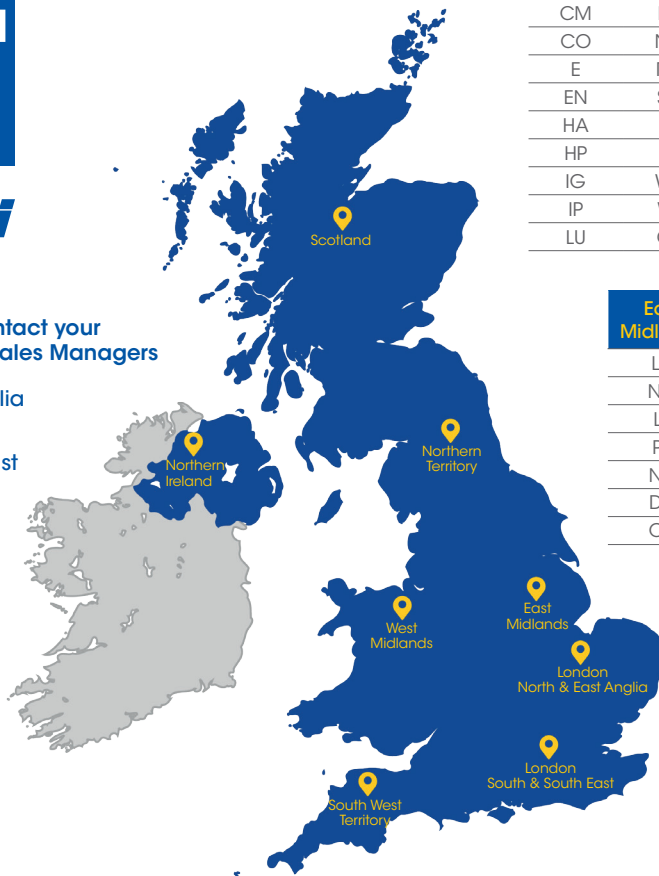 CM
CO
E
EN
HA
HP
IG
IP
LU
Scotland
ntact your
ales Managers
lia
st
Midl
Northern
Ireland
Northern
Territory
West
Midlands
East
Midlands
London
North & East Anglia
London
South & South East
South West
Territory